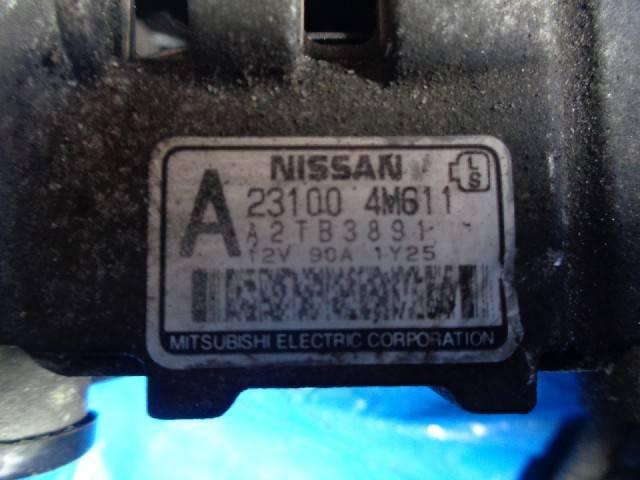 NISSAN
L
S
A
23100 4M611
A2TB3891
12V 90A 1Y25
MITSUBISHI ELECTRIC CORPORATION